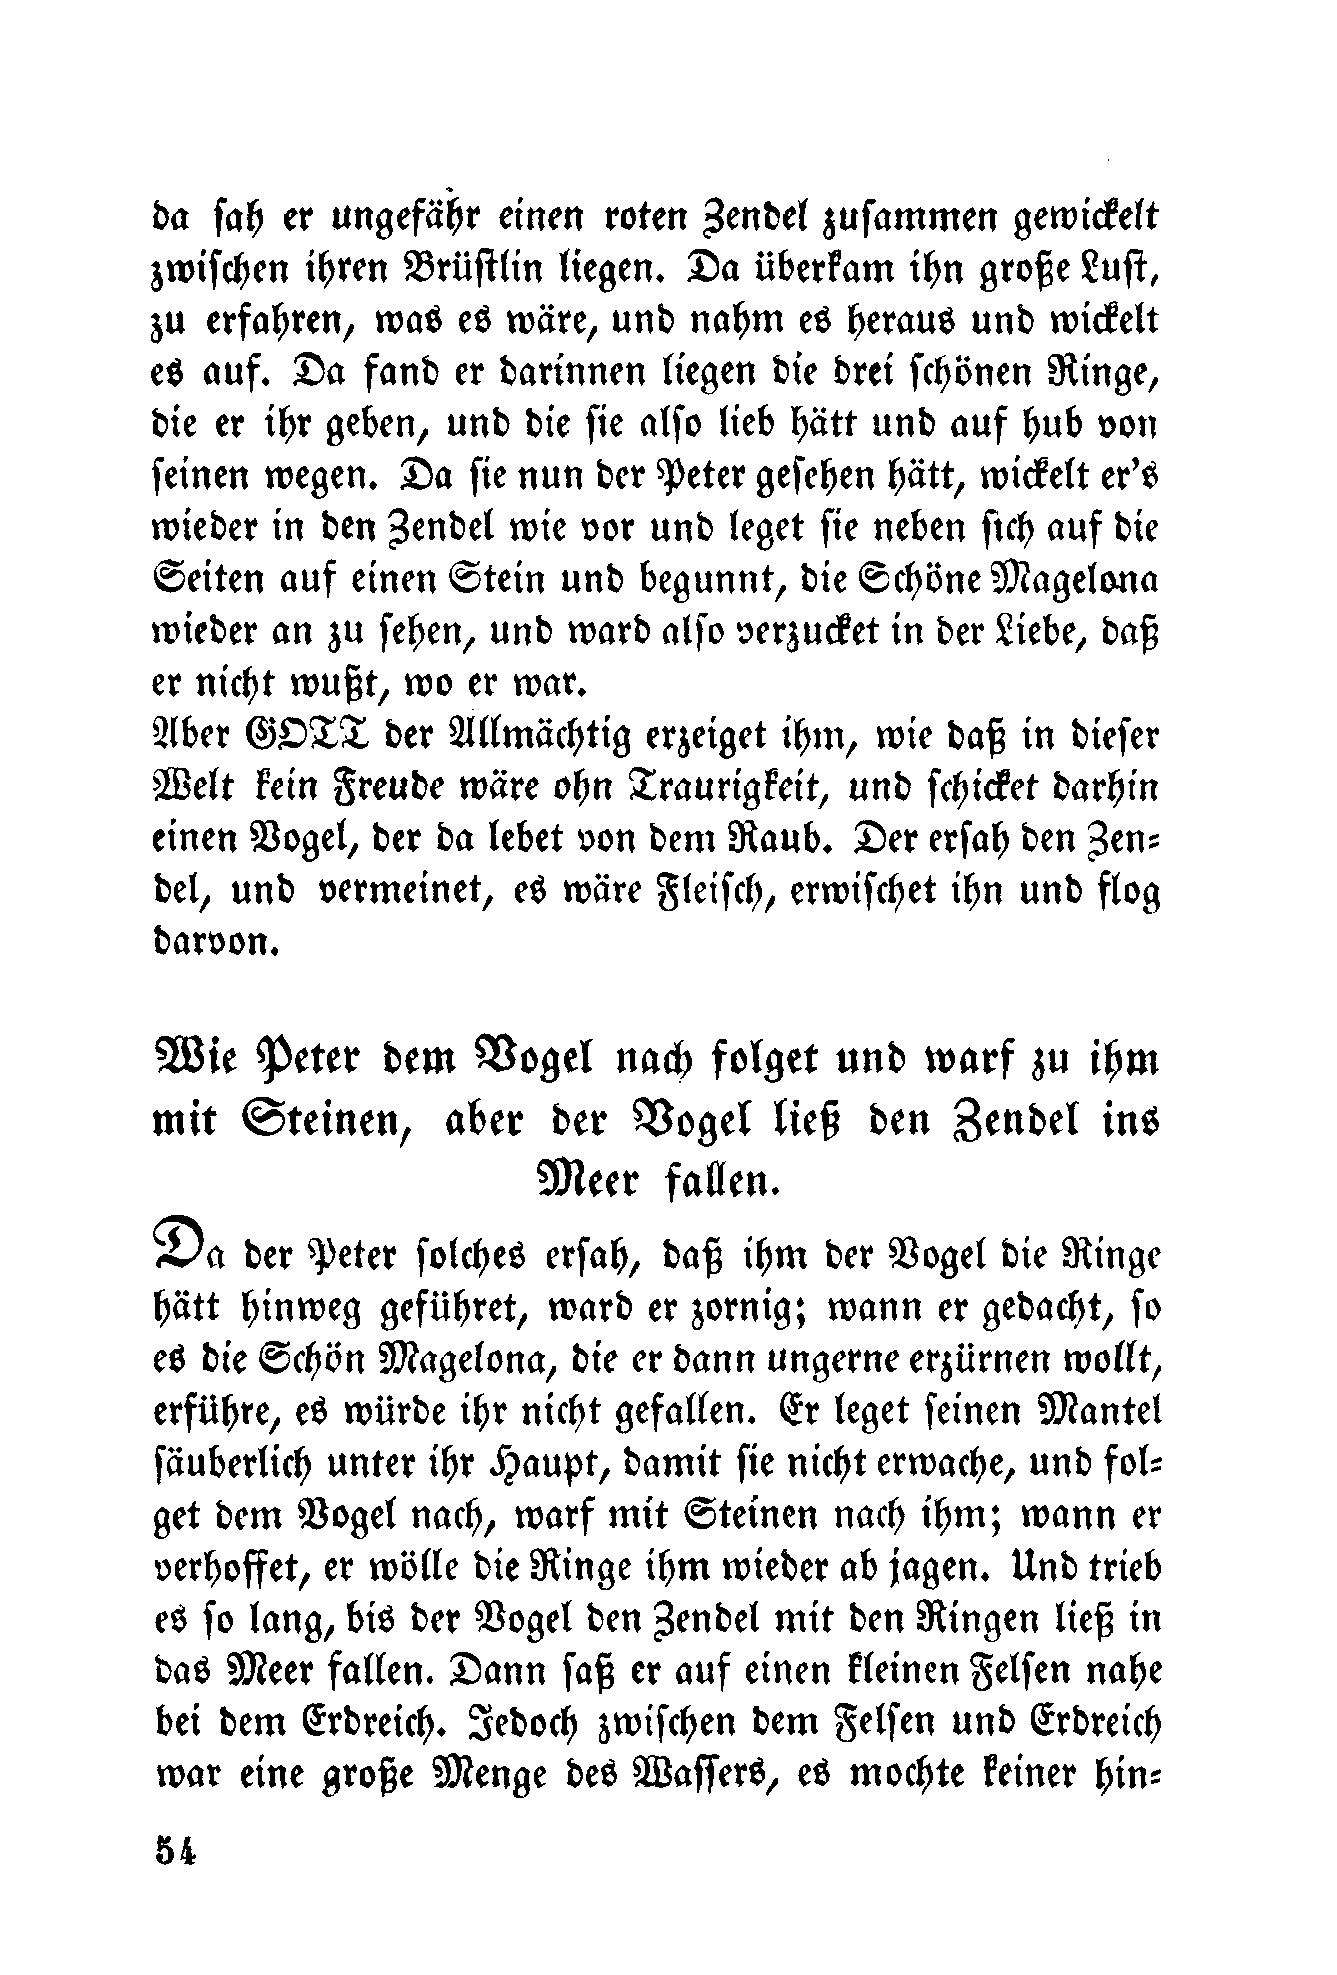 da sah er ungefähr einen roten Zendel zusammen gewickelt
zwischen ihren Brüstlin liegen. Da überkam ihn große Lust,
zu erfahren, was es wäre, und nahm es heraus und wickelt
es auf. Da fand er darinnen liegen die drei schönen Ringe,
die er ihr geben, und die sie also lieb hätt und auf hub von
seinen wegen. Da sie nun der Peter gesehen hätt, wickelt er's
wieder in den Zendel wie vor und leget sie neben sich auf die
Seiten auf einen Stein und begunnt, die Schöne Magelona
wieder an zu sehen, und ward also verzucket in der Liebe, daß
er nicht wußt, wo er war.
Aber GOTT der Allmächtig erzeiget ihm, wie daß in dieser
Welt kein Freude wäre ohn Traurigkeit, und schicket darhin
einen Vogel, der da lebet von dem Raub. Der ersah den Zen-
del, und vermeinet, es wäre Fleisch, erwischet ihn und flog
darvon.
Wie Peter dem Vogel nach folget und warf zu ihm
mit Steinen, aber der Vogel ließ den Zendel ins
Meer fallen.
Da der Peter solches ersah, daß ihm der Vogel die Ringe
hätt hinweg geführet, ward er zornig; wann er gedacht, so
es die Schön Magelona, die er dann ungerne erzürnen wollt,
erführe, es würde ihr nicht gefallen. Er leget seinen Mantel
säuberlich unter ihr Haupt, damit sie nicht erwache, und fol-
get dem Vogel nach, warf mit Steinen nach ihm; wann er
verhoffet, er wölle die Ringe ihm wieder ab jagen. Und trieb
es so lang, bis der Vogel den Zendel mit den Ringen ließ in
das Meer fallen. Dann saß er auf einen kleinen Felsen nahe
bei dem Erdreich. Jedoch zwischen dem Felsen und Erdreich
war eine große Menge des Wassers, es mochte keiner hin-
54